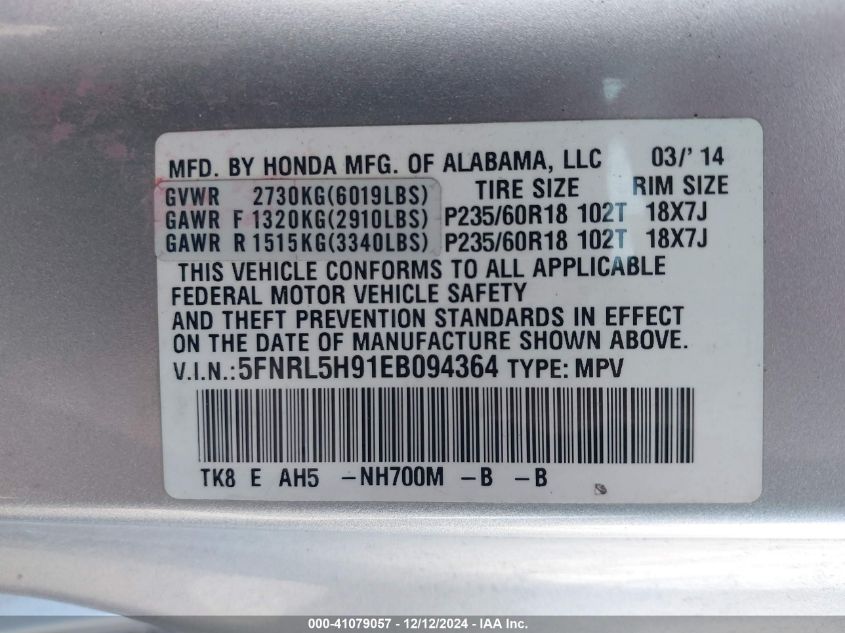 MFD. BY HONDA MFG. OF ALABAMA, LLC 03/' 14
GVWR 2730KG(6019LBS) TIRE SIZE RIM SIZE
GAWR F 1320KG(2910LBS) P235/60R18 102T 18X7J
GAWR R 1515KG(3340LBS) P235/60R18 102T 18X7J
THIS VEHICLE CONFORMS TO ALL APPLICABLE
FEDERAL MOTOR VEHICLE SAFETY
AND THEFT PREVENTION STANDARDS IN EFFECT
ON THE DATE OF MANUFACTURE SHOWN ABOVE.
V.I.N.: 5FNRL5H91EB094364 TYPE: MPV
TK8 E AH5 -NH700M -B -B
000-41079057 - 12/12/2024 - IAA Inc.